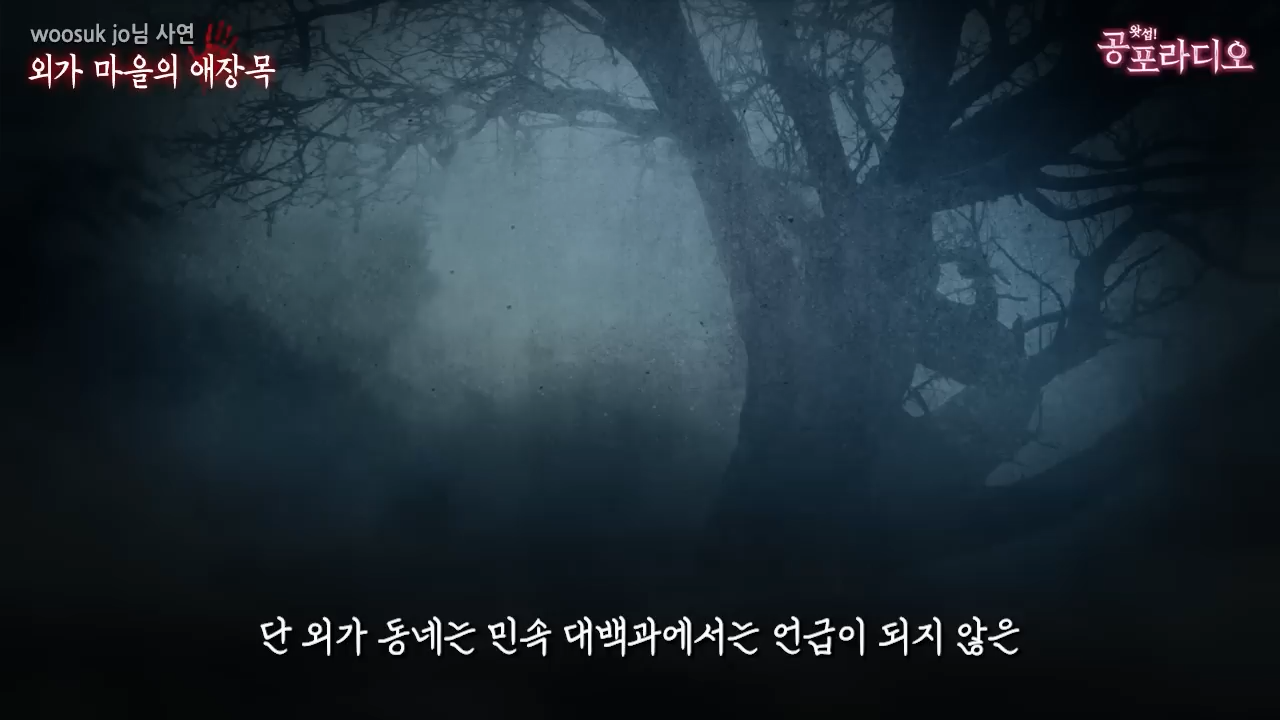 woosuk jo님 사연
외가 마을의 애장목
왓섭!
공포라디오
단 외가 동네는 민속 대백과에서는 언급이 되지 않은